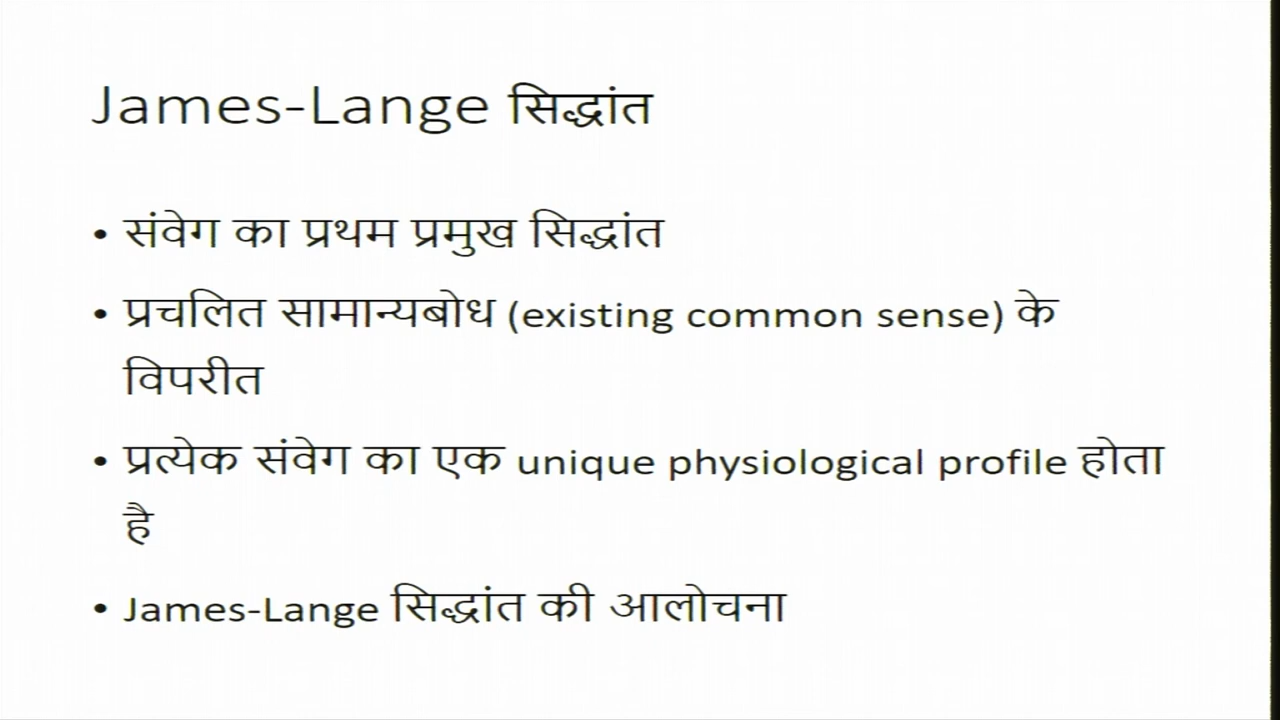 James-Lange सिद्धांत
• संवेग का प्रथम प्रमुख सिद्धांत
• प्रचलित सामान्यबोध (existing common sense) के
विपरीत
• प्रत्येक संवेग का एक unique physiological profile होता
है
• James-Lange सिद्धांत की आलोचना